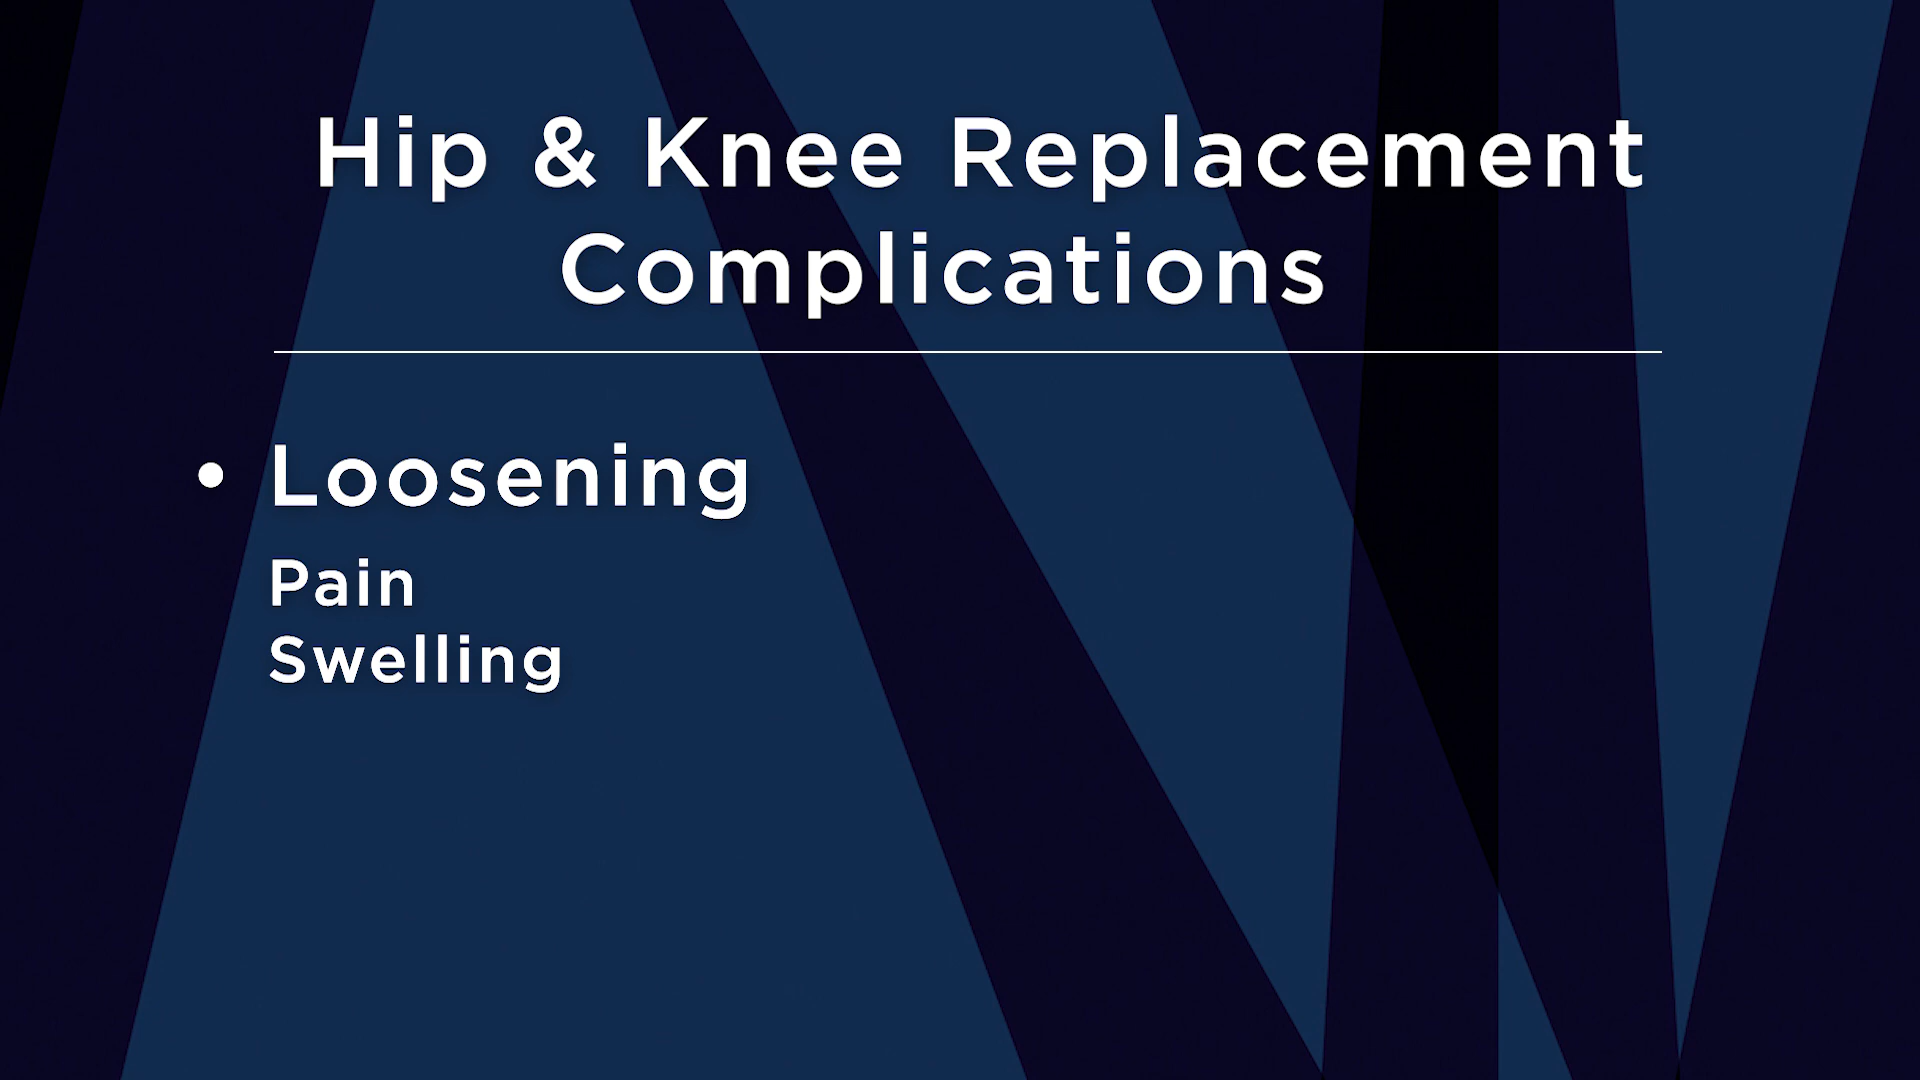 Hip & Knee Replacement
Complications
• Loosening
Pain
Swelling